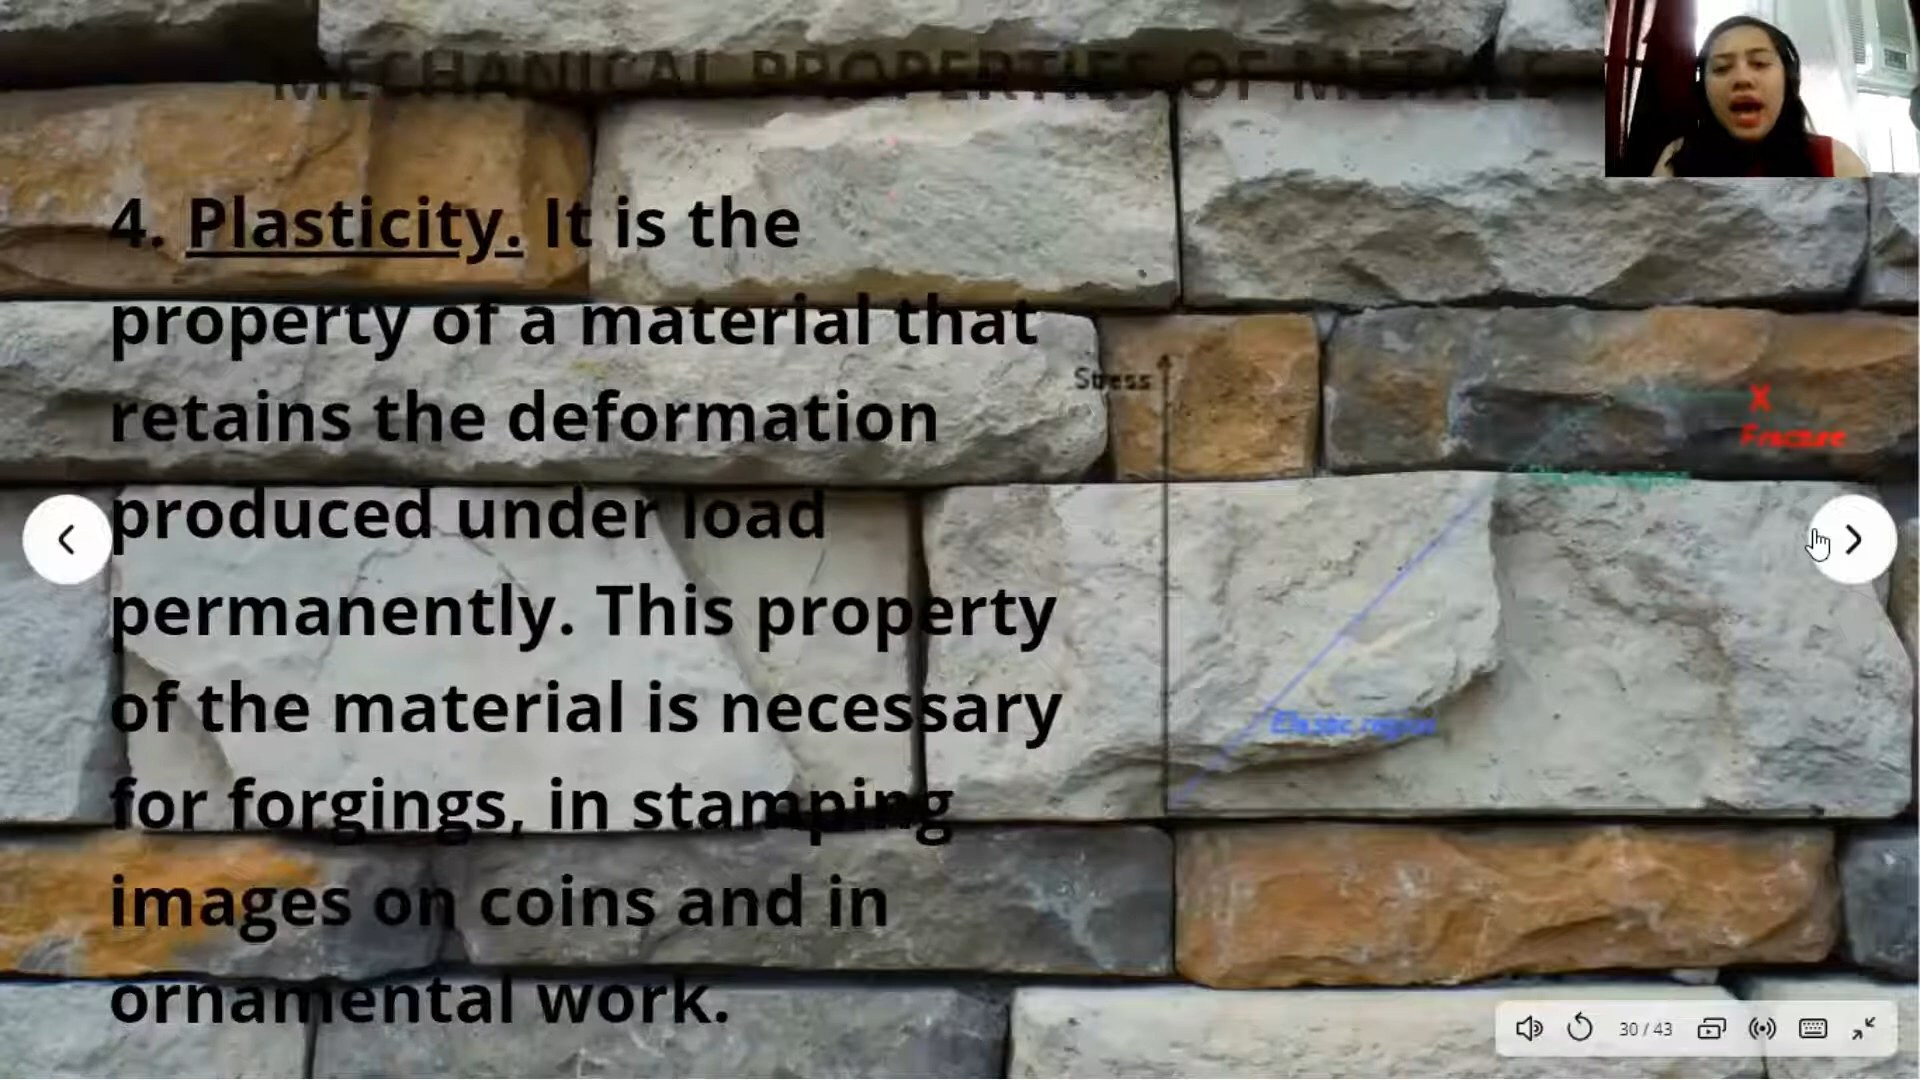 MECHANICAL PROPERTIES OF METALS
4. Plasticity. It is the
property of a material that
retains the deformation
produced under load
permanently. This property
of the material is necessary
for forgings, in stamping
images on coins and in
ornamental work.
Stress
X
Fracture
Plastic region
Elastic region
30 / 43